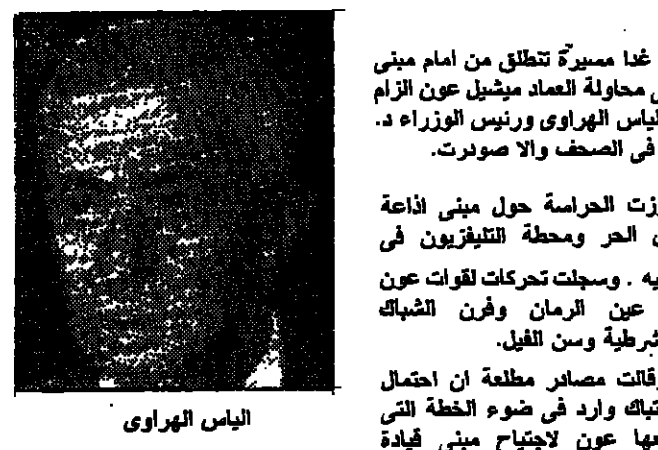 غدا مسيرة تنطلق من امام مبنى
محاولة العماد ميشيل عون الزام
الياس الهراوى ورئيس الوزراء د.
فى الصحف والا صودرت.
زت الحراسة حول مبنى اذاعة
الحر ومحطة التليفزيون فى
يه . وسجلت تحركات لقوات عون
عين الرمان وفرن الشباك
شرطية وسن الفيل.
وقالت مصادر مطلعة ان احتمال
تباك وارد فى ضوء الخطة التى
عها عون لاجتياح مبنى قيادة
الياس الهراوى